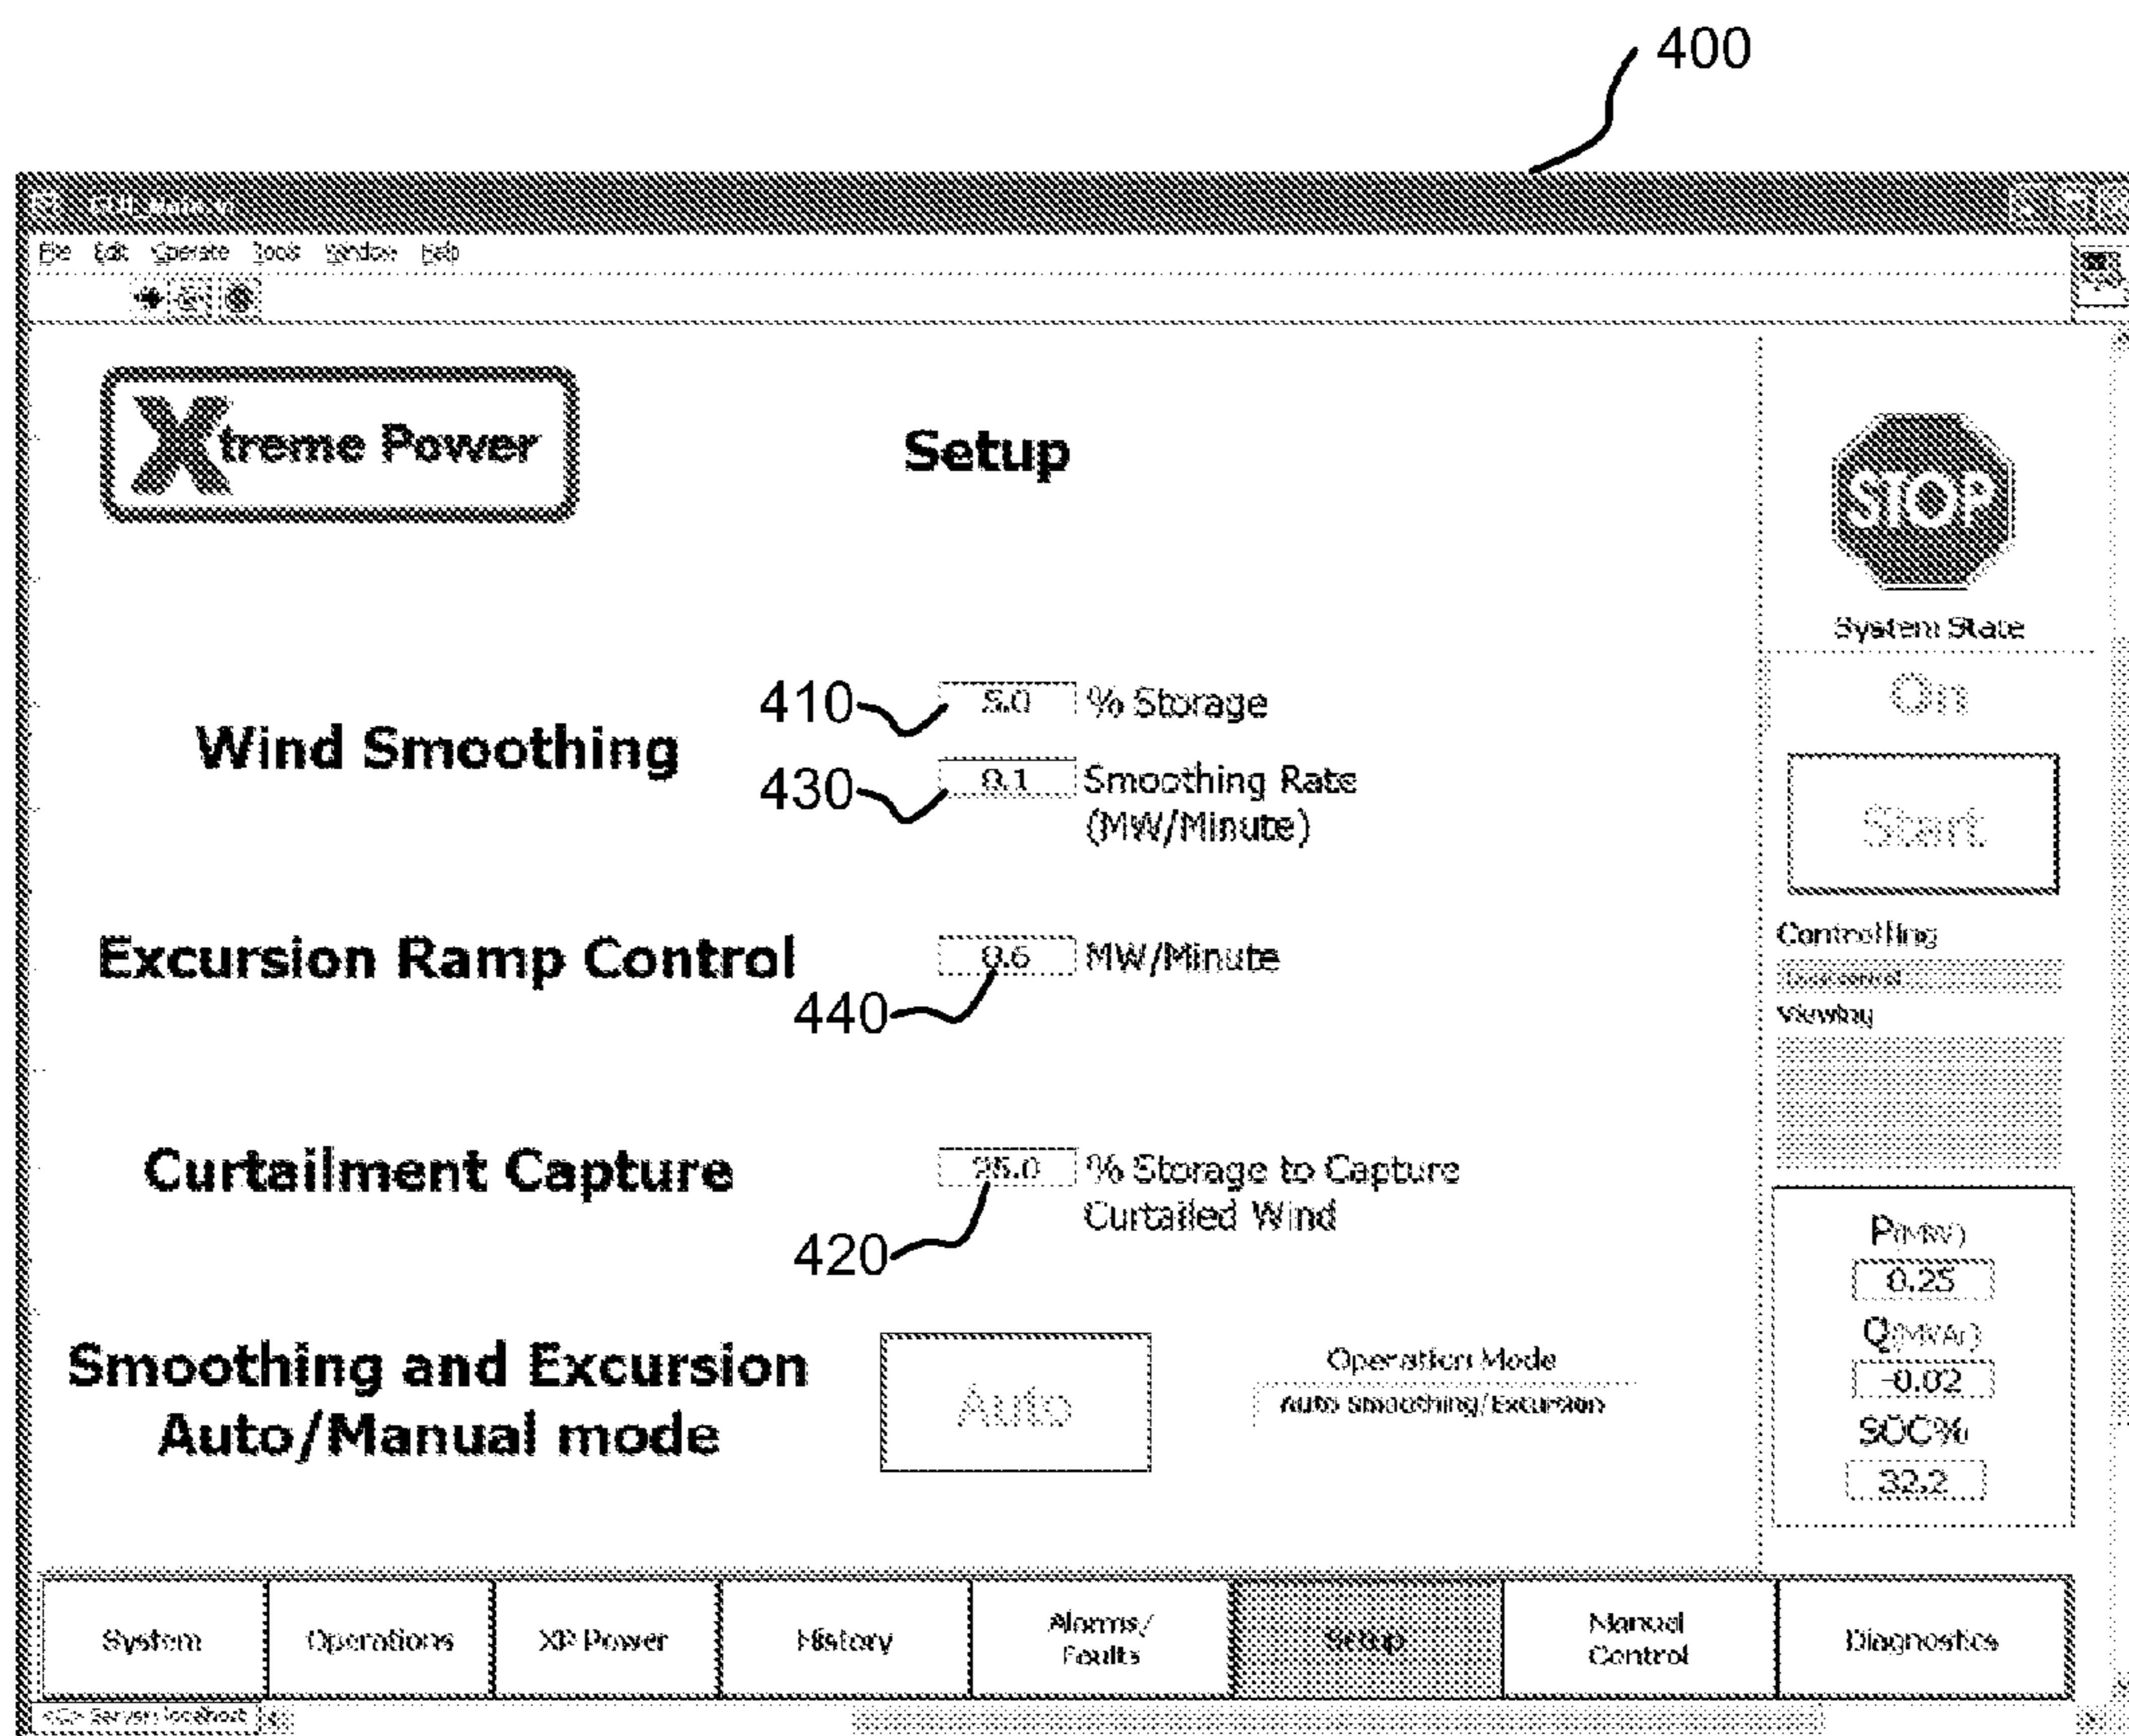 400
File Edit Operate Tools Window Help
Xtreme Power
Setup
STOP
System State
On
Start
Wind Smoothing
410
5.0 % Storage
430
0.1 Smoothing Rate
(MW/Minute)
Excursion Ramp Control
0.6 MW/Minute
440
Controlling
Viewing
Curtailment Capture
25.0 % Storage to Capture
Curtailed Wind
420
P(MW)
0.25
Q(MVAr)
-0.02
SOC%
32.2
Smoothing and Excursion
Auto/Manual mode
Auto
Operation Mode
Auto Smoothing/Excursion
System
Operations
XP Power
History
Alarms/
Faults
Setup
Manual
Control
Diagnostics